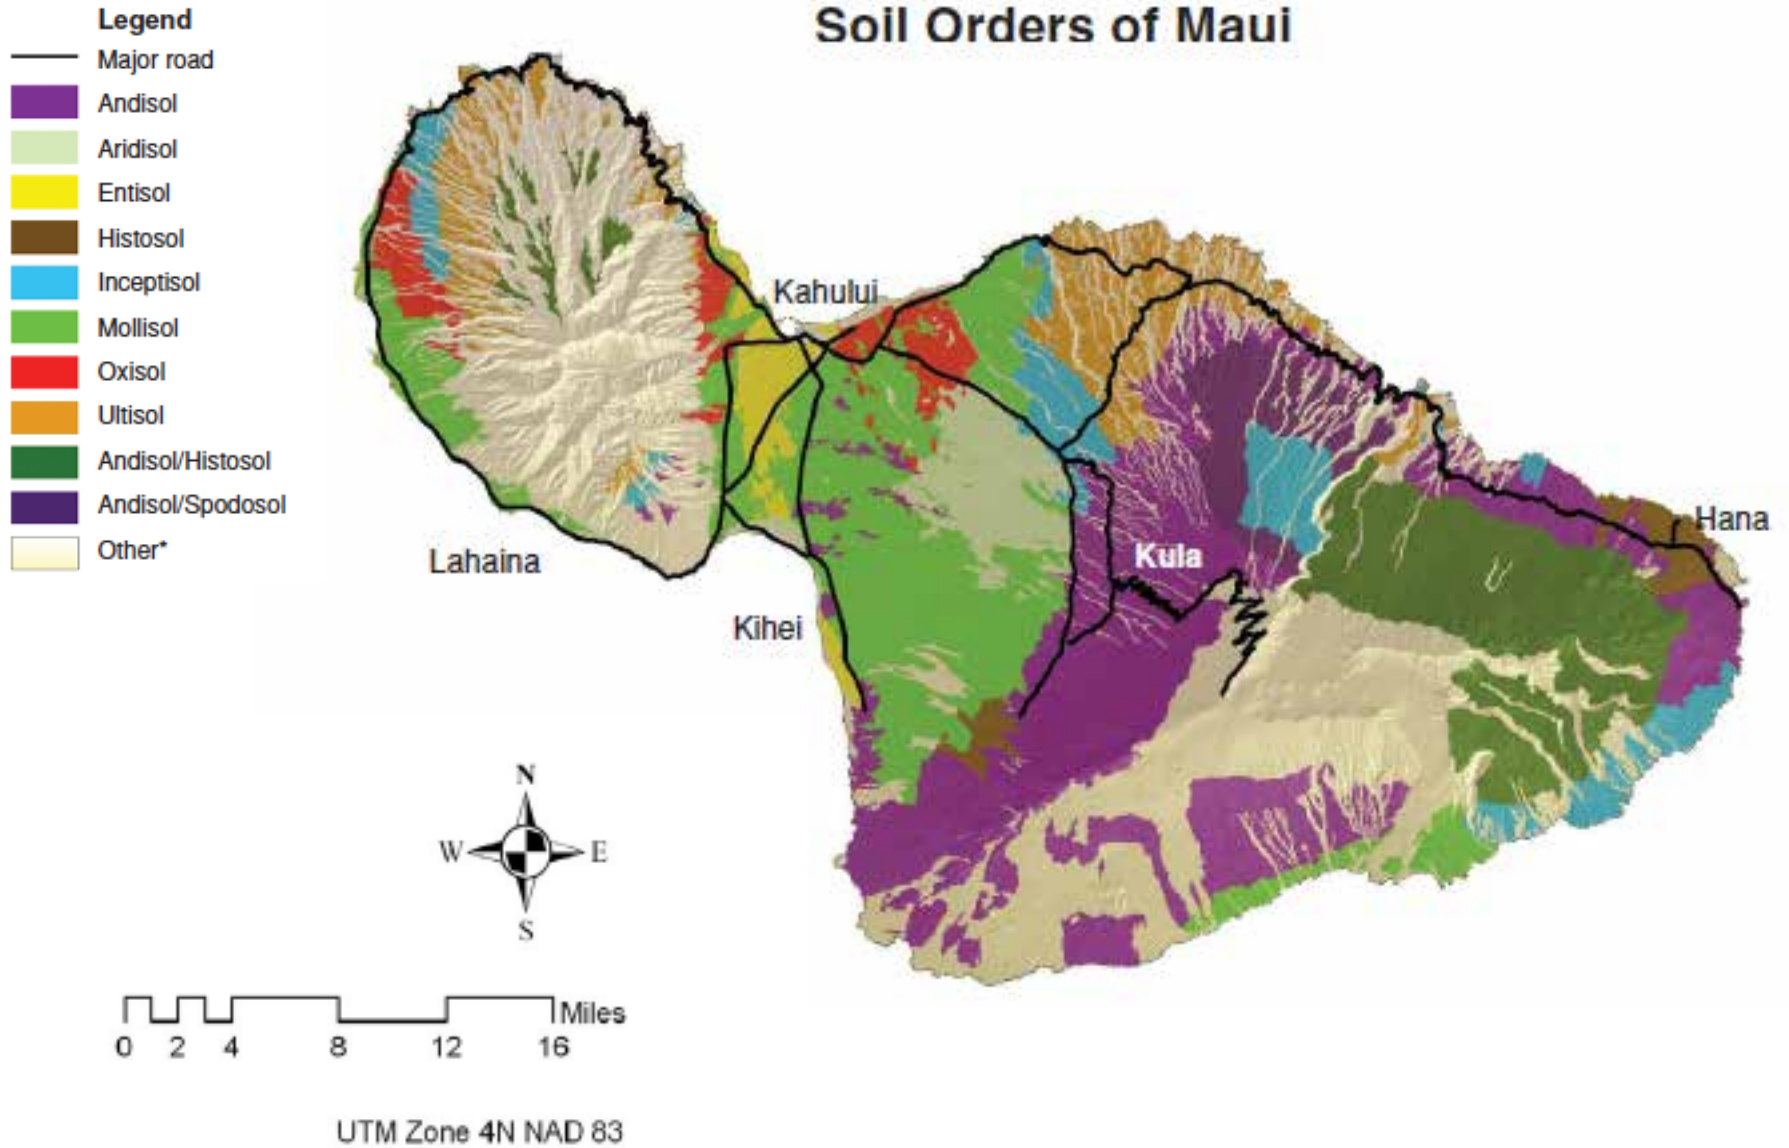 Soil Orders of Maui
Legend
Major road
Andisol
Aridisol
Entisol
Histosol
Inceptisol
Mollisol
Oxisol
Ultisol
Andisol/Histosol
Andisol/Spodosol
Other*
Kahului
Hana
Lahaina
Kula
Kihei
N
W E
S
Miles
0 2 4 8 12 16
UTM Zone 4N NAD 83